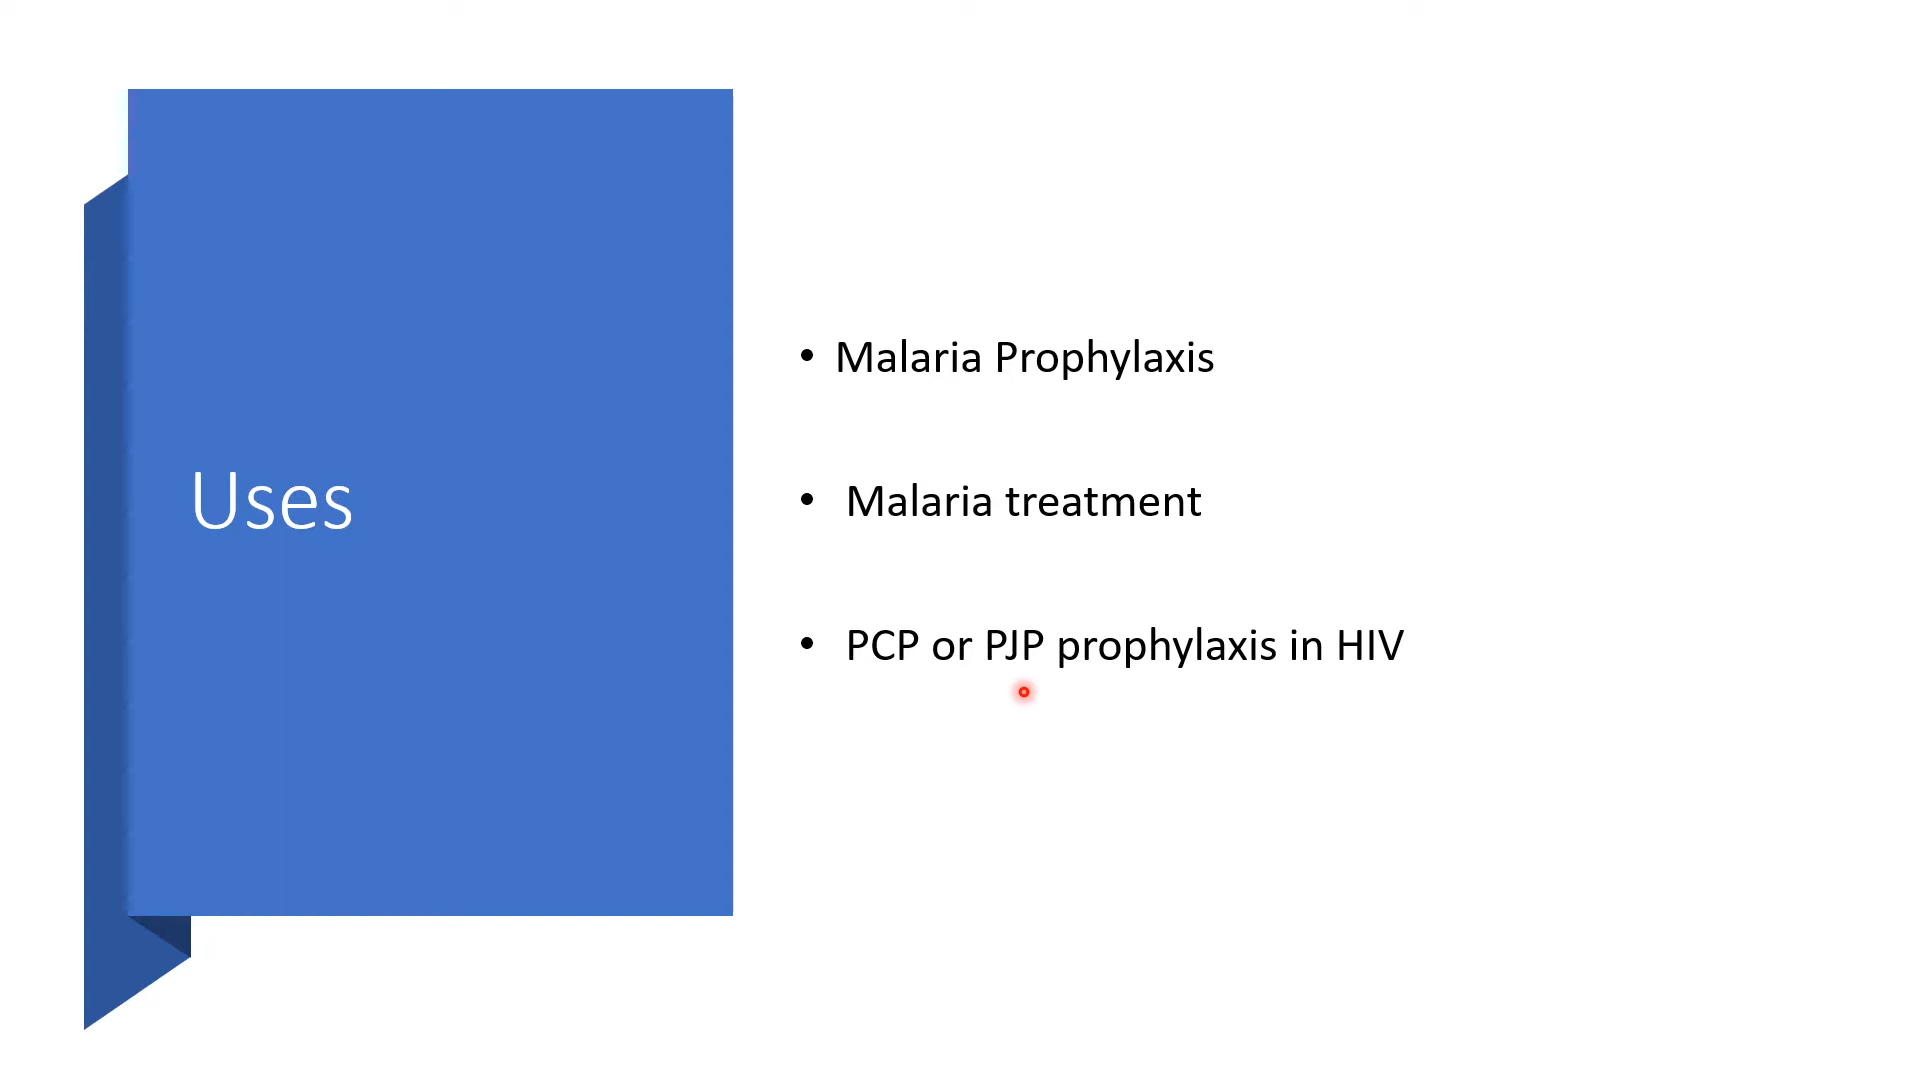 Uses
• Malaria Prophylaxis
• Malaria treatment
• PCP or PJP prophylaxis in HIV